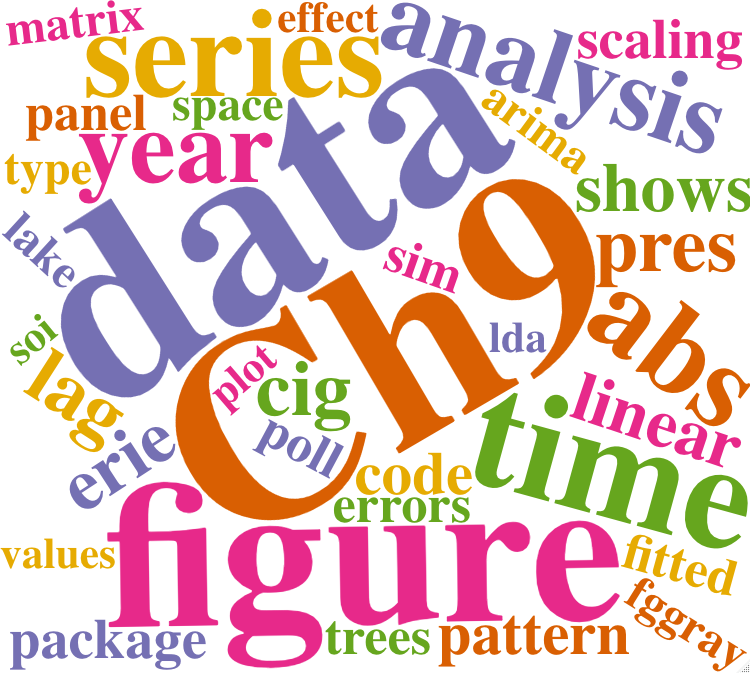 matrix
effect
analysis
scaling
series
panel
space
arima
year
type
data
shows
lake
sim
pres
Ch9
soi
lda
abs
lag
plot
cig
linear
erie
poll
time
code
errors
figure
values
fitted
fggray
package
trees
pattern